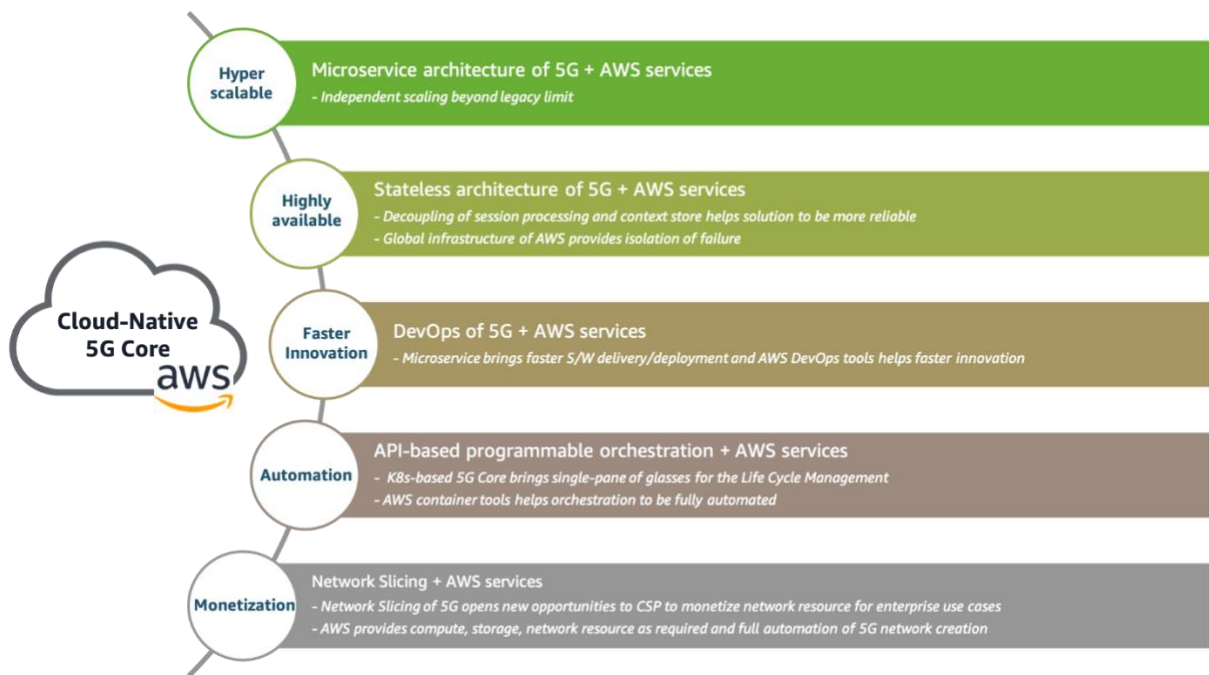 Hyper
scalable
Microservice architecture of 5G + AWS services
- Independent scaling beyond legacy limit
Highly
available
Stateless architecture of 5G + AWS services
- Decoupling of session processing and context store helps solution to be more reliable
- Global infrastructure of AWS provides isolation of failure
Cloud-Native
5G Core
aws
Faster
Innovation
DevOps of 5G + AWS services
- Microservice brings faster S/W delivery/deployment and AWS DevOps tools helps faster innovation
Automation
API-based programmable orchestration + AWS services
- K8s-based 5G Core brings single-pane of glasses for the Life Cycle Management
- AWS container tools helps orchestration to be fully automated
Monetization
Network Slicing + AWS services
- Network Slicing of 5G opens new opportunities to CSP to monetize network resource for enterprise use cases
- AWS provides compute, storage, network resource as required and full automation of 5G network creation